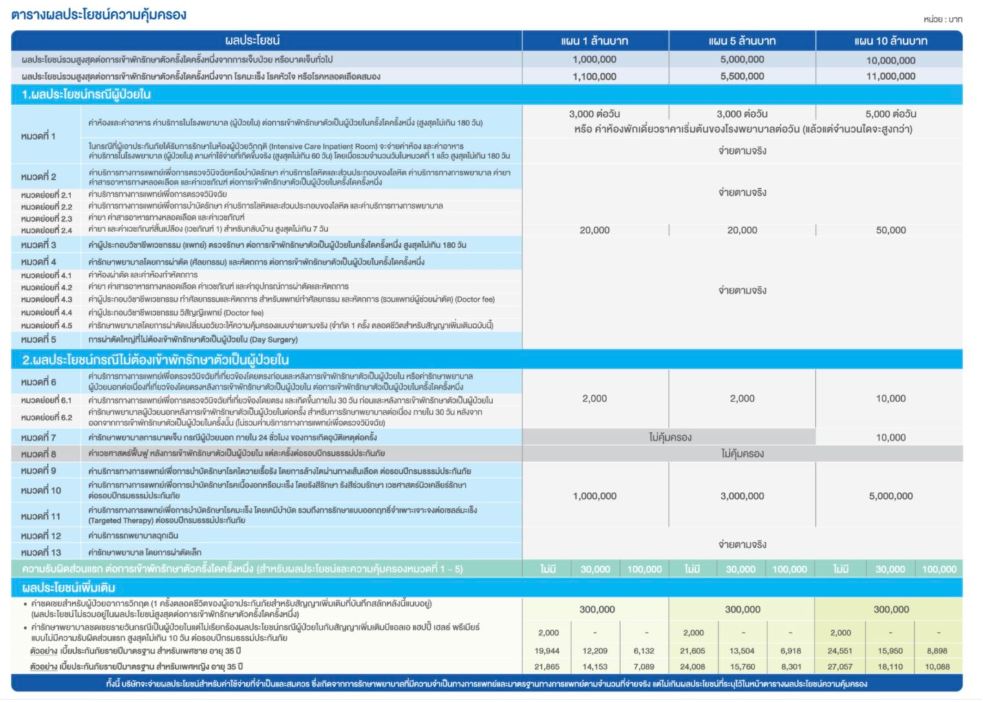 ตารางผลประโยชน์ความคุ้มครอง
หน่วย : บาท
ผลประโยชน์ แผน 1 ล้านบาท แผน 5 ล้านบาท แผน 10 ล้านบาท
ผลประโยชน์รวมสูงสุดต่อการเข้าพักรักษาตัวครั้งใดครั้งหนึ่งจากการเจ็บป่วย หรือบาดเจ็บทั่วไป 1,000,000 5,000,000 10,000,000
ผลประโยชน์รวมสูงสุดต่อการเข้าพักรักษาตัวครั้งใดครั้งหนึ่งจาก โรคมะเร็ง โรคหัวใจ หรือโรคหลอดเลือดสมอง 1,100,000 5,500,000 11,000,000
1.ผลประโยชน์กรณีผู้ป่วยใน
หมวดที่ 1
ค่าห้องและค่าอาหาร ค่าบริการในโรงพยาบาล (ผู้ป่วยใน) ต่อการเข้าพักรักษาตัวเป็นผู้ป่วยในครั้งใดครั้งหนึ่ง (สูงสุดไม่เกิน 180 วัน)
3,000 ต่อวัน 3,000 ต่อวัน 5,000 ต่อวัน
หรือ ค่าห้องพักเดี่ยวราคาเริ่มต้นของโรงพยาบาลต่อวัน (แล้วแต่จำนวนใดจะสูงกว่า)
ในกรณีที่ผู้เอาประกันภัยได้รับการรักษาในห้องผู้ป่วยวิกฤติ (Intensive Care Inpatient Room) จะจ่ายค่าห้อง และค่าอาหาร
ค่าบริการในโรงพยาบาล (ผู้ป่วยใน) ตามค่าใช้จ่ายที่เกิดขึ้นจริง (สูงสุดไม่เกิน 60 วัน) โดยเมื่อรวมจำนวนวันในหมวดที่ 1 แล้ว สูงสุดไม่เกิน 180 วัน
จ่ายตามจริง
หมวดที่ 2
ค่าบริการทางการแพทย์เพื่อการตรวจวินิจฉัยหรือบำบัดรักษา ค่าบริการโลหิตและส่วนประกอบของโลหิต ค่าบริการทางการพยาบาล ค่ายา
ค่าสารอาหารทางหลอดเลือด และค่าเวชภัณฑ์ ต่อการเข้าพักรักษาตัวเป็นผู้ป่วยในครั้งใดครั้งหนึ่ง
จ่ายตามจริง
หมวดย่อยที่ 2.1 ค่าบริการทางการแพทย์เพื่อการตรวจวินิจฉัย
หมวดย่อยที่ 2.2 ค่าบริการทางการแพทย์เพื่อการบำบัดรักษา ค่าบริการโลหิตและส่วนประกอบของโลหิต และค่าบริการทางการพยาบาล
หมวดย่อยที่ 2.3 ค่ายา ค่าสารอาหารทางหลอดเลือด และค่าเวชภัณฑ์
หมวดย่อยที่ 2.4 ค่ายา และค่าเวชภัณฑ์สิ้นเปลือง (เวชภัณฑ์ 1) สำหรับกลับบ้าน สูงสุดไม่เกิน 7 วัน 20,000 20,000 50,000
หมวดที่ 3 ค่าผู้ประกอบวิชาชีพเวชกรรม (แพทย์) ตรวจรักษา ต่อการเข้าพักรักษาตัวเป็นผู้ป่วยในครั้งใดครั้งหนึ่ง สูงสุดไม่เกิน 180 วัน
หมวดที่ 4 ค่ารักษาพยาบาลโดยการผ่าตัด (ศัลยกรรม) และหัตถการ ต่อการเข้าพักรักษาตัวเป็นผู้ป่วยในครั้งใดครั้งหนึ่ง
หมวดย่อยที่ 4.1 ค่าห้องผ่าตัด และค่าห้องทำหัตถการ
หมวดย่อยที่ 4.2 ค่ายา ค่าสารอาหารทางหลอดเลือด ค่าเวชภัณฑ์ และค่าอุปกรณ์การผ่าตัดและหัตถการ
จ่ายตามจริง
หมวดย่อยที่ 4.3 ค่าผู้ประกอบวิชาชีพเวชกรรม ทำศัลยกรรมและหัตถการ สำหรับแพทย์ทำศัลยกรรม และหัตถการ (รวมแพทย์ผู้ช่วยผ่าตัด) (Doctor fee)
หมวดย่อยที่ 4.4 ค่าผู้ประกอบวิชาชีพเวชกรรม วิสัญญีแพทย์ (Doctor fee)
หมวดย่อยที่ 4.5 ค่ารักษาพยาบาลโดยการผ่าตัดเปลี่ยนอวัยวะให้ความคุ้มครองแบบจ่ายตามจริง (จำกัด 1 ครั้ง ตลอดชีวิตสำหรับสัญญาเพิ่มเติมฉบับนี้)
หมวดที่ 5 การผ่าตัดใหญ่ที่ไม่ต้องเข้าพักรักษาตัวเป็นผู้ป่วยใน (Day Surgery)
2.ผลประโยชน์กรณีไม่ต้องเข้าพักรักษาตัวเป็นผู้ป่วยใน
หมวดที่ 6
ค่าบริการทางการแพทย์เพื่อตรวจวินิจฉัยที่เกี่ยวข้องโดยตรงก่อนและหลังการเข้าพักรักษาตัวเป็นผู้ป่วยใน หรือค่ารักษาพยาบาล
ผู้ป่วยนอกต่อเนื่องที่เกี่ยวข้องโดยตรงหลังการเข้าพักรักษาตัวเป็นผู้ป่วยใน ต่อการเข้าพักรักษาตัวเป็นผู้ป่วยในครั้งใดครั้งหนึ่ง
หมวดย่อยที่ 6.1 ค่าบริการทางการแพทย์เพื่อการตรวจวินิจฉัยที่เกี่ยวข้องโดยตรง และเกิดขึ้นภายใน 30 วัน ก่อนและหลังการเข้าพักรักษาตัวเป็นผู้ป่วยใน
2,000 2,000 10,000
หมวดย่อยที่ 6.2
ค่ารักษาพยาบาลผู้ป่วยนอกหลังการเข้าพักรักษาตัวเป็นผู้ป่วยในต่อครั้ง สำหรับการรักษาพยาบาลต่อเนื่อง ภายใน 30 วัน หลังจาก
ออกจากการเข้าพักรักษาตัวเป็นผู้ป่วยในครั้งนั้น (ไม่รวมค่าบริการทางการแพทย์เพื่อการตรวจวินิจฉัย)
หมวดที่ 7 ค่ารักษาพยาบาลการบาดเจ็บ กรณีผู้ป่วยนอก ภายใน 24 ชั่วโมง ของการเกิดอุบัติเหตุต่อครั้ง ไม่คุ้มครอง 10,000
หมวดที่ 8 ค่าเวชศาสตร์ฟื้นฟู หลังการเข้าพักรักษาตัวเป็นผู้ป่วยใน แต่ละครั้งต่อรอบปีกรมธรรม์ประกันภัย ไม่คุ้มครอง
หมวดที่ 9 ค่าบริการทางการแพทย์เพื่อการบำบัดรักษาโรคไตวายเรื้อรัง โดยการล้างไตผ่านทางเส้นเลือด ต่อรอบปีกรมธรรม์ประกันภัย
หมวดที่ 10
ค่าบริการทางการแพทย์เพื่อการบำบัดรักษาโรคเนื้องอกหรือมะเร็ง โดยรังสีรักษา รังสีร่วมรักษา เวชศาสตร์นิวเคลียร์รักษา
ต่อรอบปีกรมธรรม์ประกันภัย
1,000,000 3,000,000 5,000,000
หมวดที่ 11
ค่าบริการทางการแพทย์เพื่อการบำบัดรักษาโรคมะเร็ง โดยเคมีบำบัด รวมถึงการรักษาแบบออกฤทธิ์จำเพาะเจาะจงต่อเซลล์มะเร็ง
(Targeted Therapy) ต่อรอบปีกรมธรรม์ประกันภัย
หมวดที่ 12 ค่าบริการรถพยาบาลฉุกเฉิน
จ่ายตามจริง
หมวดที่ 13 ค่ารักษาพยาบาล โดยการผ่าตัดเล็ก
ความรับผิดส่วนแรก ต่อการเข้าพักรักษาตัวครั้งใดครั้งหนึ่ง (สำหรับผลประโยชน์และความคุ้มครองหมวดที่ 1 - 5) ไม่มี 30,000 100,000 ไม่มี 30,000 100,000 ไม่มี 30,000 100,000
ผลประโยชน์เพิ่มเติม
• ค่าชดเชยสำหรับผู้ป่วยอาการวิกฤต (1 ครั้งตลอดชีวิตของผู้เอาประกันภัยสำหรับสัญญาเพิ่มเติมที่บันทึกสลักหลังนี้แนบอยู่)
(ผลประโยชน์ไม่รวมอยู่ในผลประโยชน์สูงสุดต่อการเข้าพักรักษาตัวครั้งใดครั้งหนึ่ง)
300,000 300,000 300,000
• ค่ารักษาพยาบาลชดเชยรายวันกรณีเป็นผู้ป่วยในแต่ไม่เรียกร้องผลประโยชน์ผู้ป่วยในกับสัญญาเพิ่มเติมเอ็มบีแอลเอ แฮปปี้ เฮลธ์ พรีเมียร์
แบบไม่มีความรับผิดส่วนแรก สูงสุดไม่เกิน 10 วัน ต่อรอบปีกรมธรรม์ประกันภัย
2,000 - - 2,000 - - 2,000 - -
ตัวอย่าง เบี้ยประกันภัยรายปีมาตรฐาน สำหรับเพศชาย อายุ 35 ปี 19,944 12,209 6,132 21,605 13,504 6,918 24,551 15,950 8,898
ตัวอย่าง เบี้ยประกันภัยรายปีมาตรฐาน สำหรับเพศหญิง อายุ 35 ปี 21,865 14,153 7,089 24,008 15,760 8,301 27,057 18,110 10,088
ทั้งนี้ บริษัทจะจ่ายผลประโยชน์สำหรับค่าใช้จ่ายที่จำเป็นและสมควร ซึ่งเกิดจากการรักษาพยาบาลที่มีความจำเป็นทางการแพทย์และมาตรฐานทางการแพทย์ตามจำนวนที่จ่ายจริง แต่ไม่เกินผลประโยชน์ที่ระบุไว้ในหน้าตารางผลประโยชน์ความคุ้มครอง